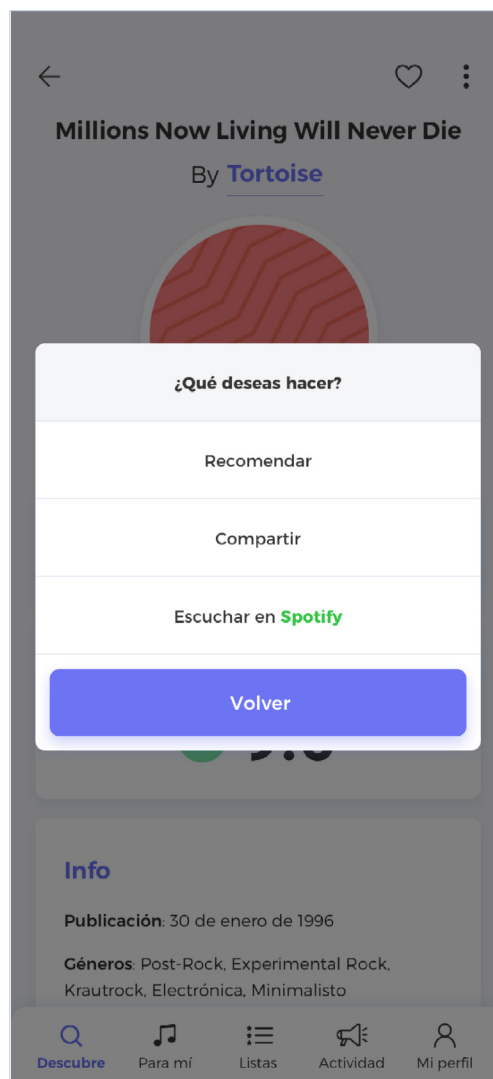 Millions Now Living Will Never Die
By Tortoise
¿Qué deseas hacer?
Recomendar
Compartir
Escuchar en Spotify
Volver
Info
Publicación: 30 de enero de 1996
Géneros: Post-Rock, Experimental Rock,
Krautrock, Electrónica, Minimalisto
Descubre Para mí Listas Actividad Mi perfil